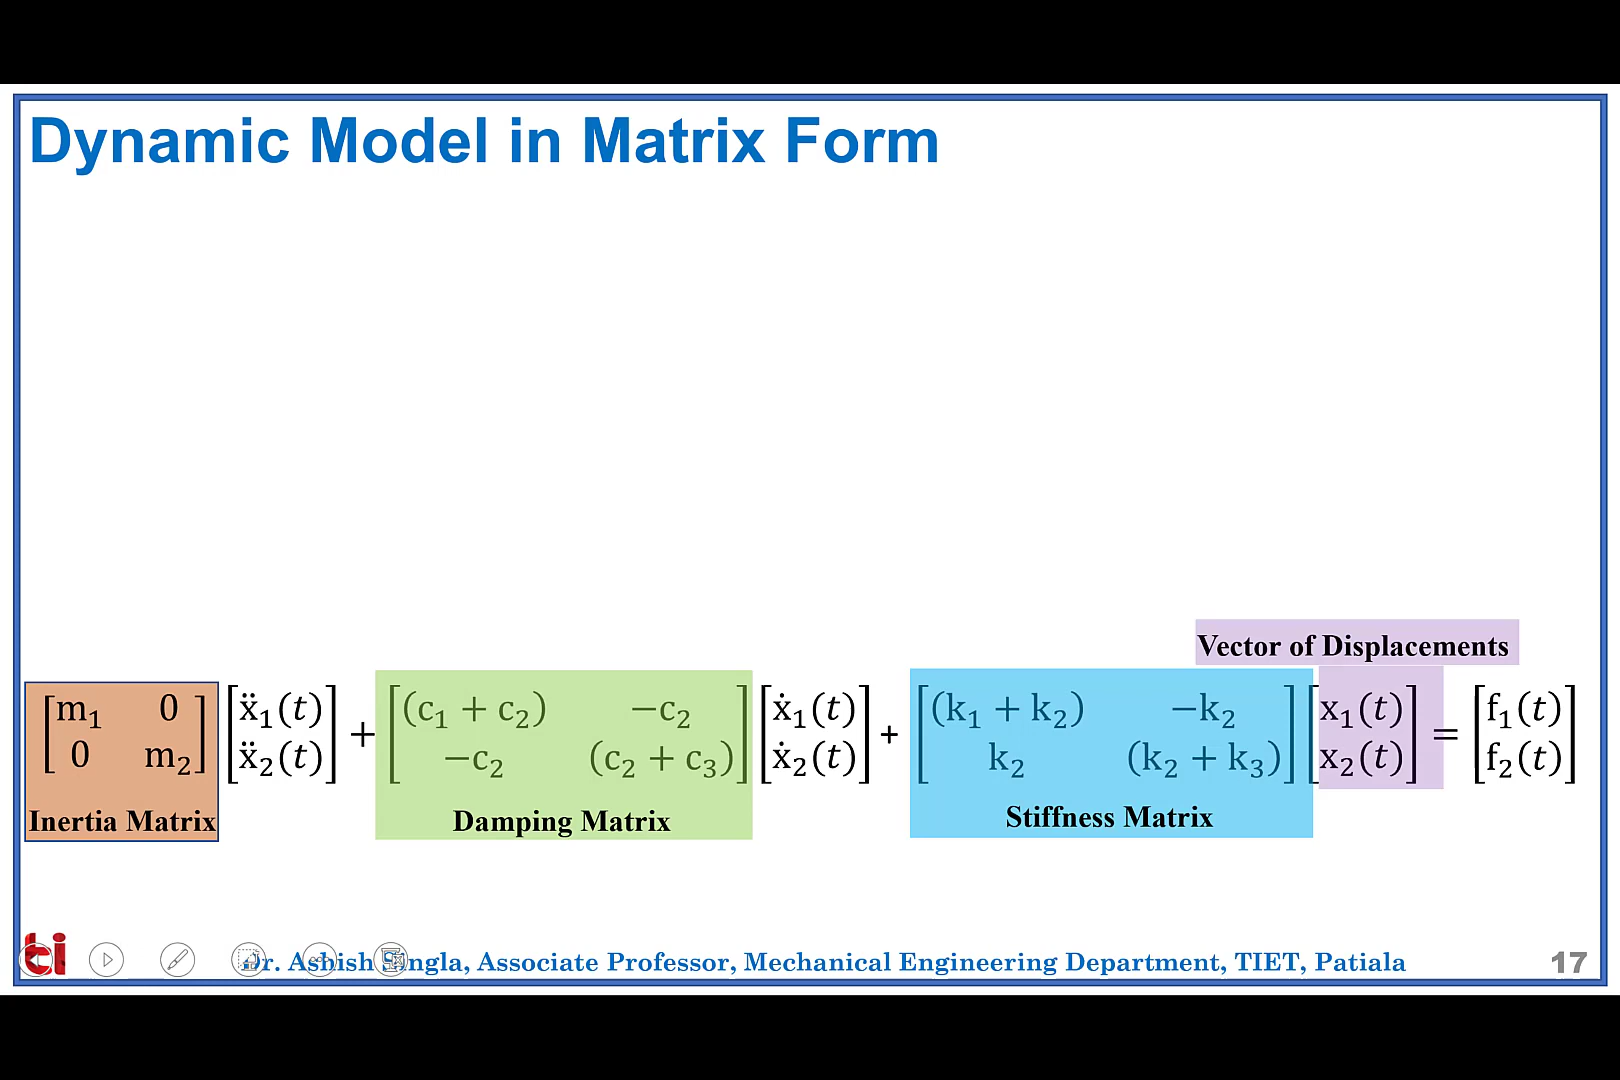 Dynamic Model in Matrix Form
Vector of Displacements
[m₁ 0] [ẍ₁(t)] + [(c₁ + c₂) −c₂] [ẋ₁(t)] + [(k₁ + k₂) −k₂] [x₁(t)] = [f₁(t)]
[0 m₂] [ẍ₂(t)] [−c₂ (c₂ + c₃)] [ẋ₂(t)] [k₂ (k₂ + k₃)] [x₂(t)] [f₂(t)]
Inertia Matrix Damping Matrix Stiffness Matrix
ti
Dr. Ashish Singla, Associate Professor, Mechanical Engineering Department, TIET, Patiala
17